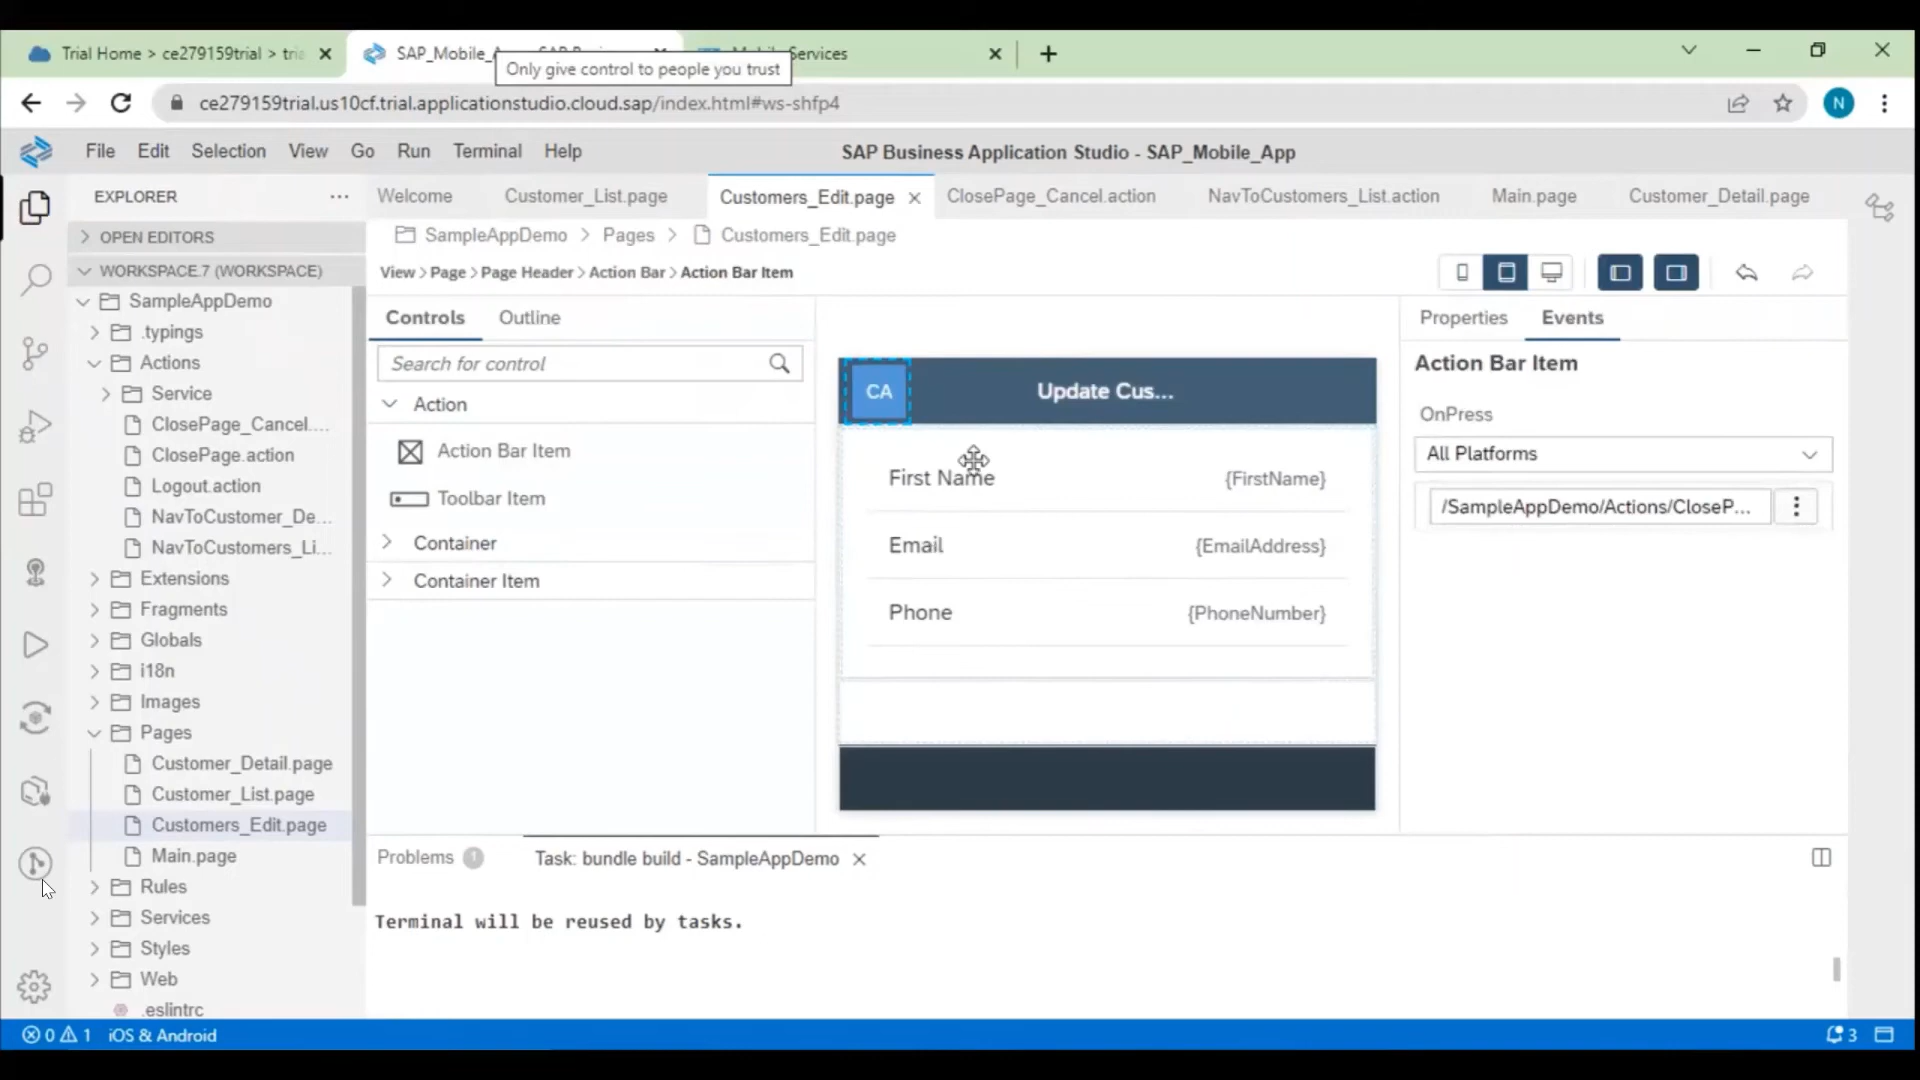 Trial Home > ce279159trial > tria
SAP_Mobile_A
Services
Only give control to people you trust
ce279159trial.us10cf.trial.applicationstudio.cloud.sap/index.html#ws-shfp4
N
File Edit Selection View Go Run Terminal Help
SAP Business Application Studio - SAP_Mobile_App
EXPLORER
Welcome
Customer_List.page
Customers_Edit.page
ClosePage_Cancel.action
NavToCustomers_List.action
Main.page
Customer_Detail.page
OPEN EDITORS
WORKSPACE.7 (WORKSPACE)
SampleAppDemo
.typings
Actions
Service
ClosePage_Cancel....
ClosePage.action
Logout.action
NavToCustomer_De...
NavToCustomers_Li...
Extensions
Fragments
Globals
i18n
Images
Pages
Customer_Detail.page
Customer_List.page
Customers_Edit.page
Main.page
Rules
Services
Styles
Web
.eslintrc
SampleAppDemo > Pages > Customers_Edit.page
View > Page > Page Header > Action Bar > Action Bar Item
Controls Outline
Search for control
Action
Action Bar Item
Toolbar Item
Container
Container Item
CA
Update Cus...
First Name {FirstName}
Email {EmailAddress}
Phone {PhoneNumber}
Properties Events
Action Bar Item
OnPress
All Platforms
/SampleAppDemo/Actions/CloseP...
Problems 1
Task: bundle build - SampleAppDemo
Terminal will be reused by tasks.
0 1 iOS & Android
3